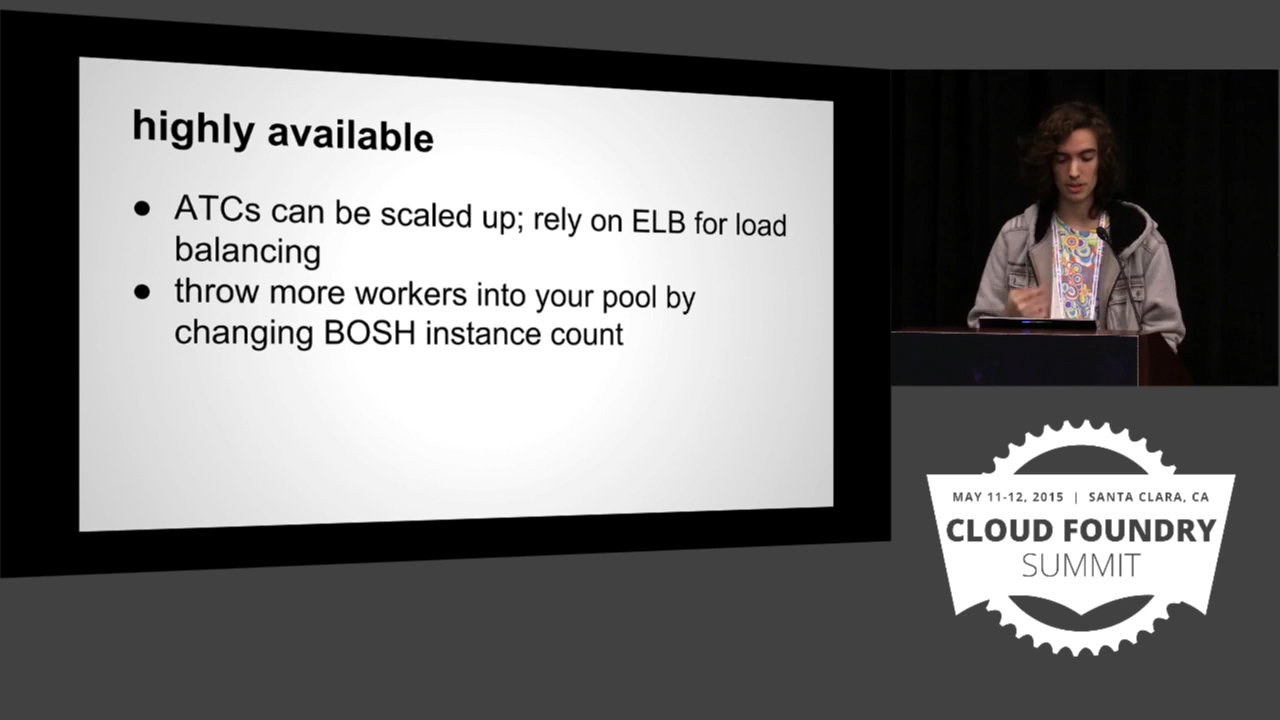 highly available
● ATCs can be scaled up; rely on ELB for load
balancing
● throw more workers into your pool by
changing BOSH instance count
MAY 11-12, 2015 | SANTA CLARA, CA
CLOUD FOUNDRY
SUMMIT